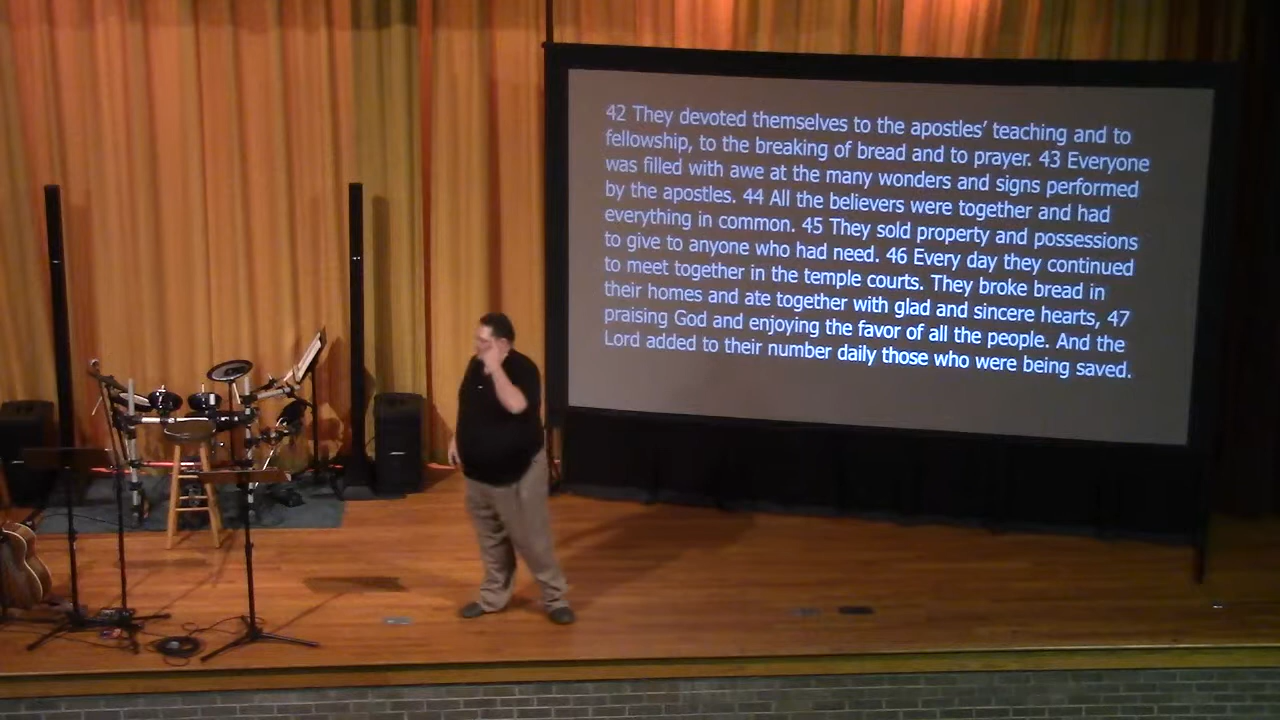 42 They devoted themselves to the apostles’ teaching and to
fellowship, to the breaking of bread and to prayer. 43 Everyone
was filled with awe at the many wonders and signs performed
by the apostles. 44 All the believers were together and had
everything in common. 45 They sold property and possessions
to give to anyone who had need. 46 Every day they continued
to meet together in the temple courts. They broke bread in
their homes and ate together with glad and sincere hearts, 47
praising God and enjoying the favor of all the people. And the
Lord added to their number daily those who were being saved.